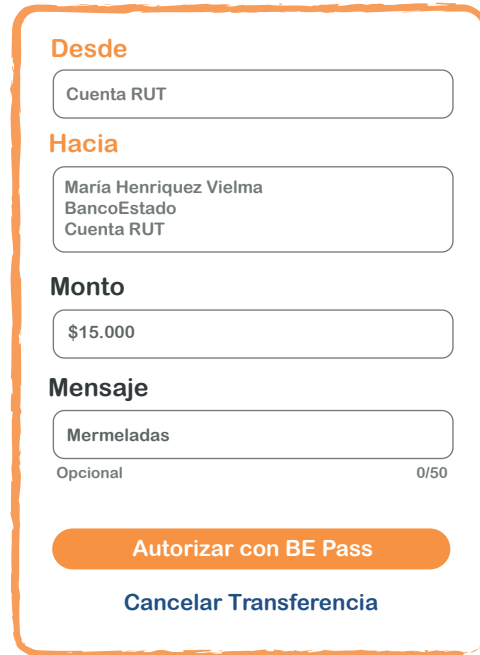 Desde
Cuenta RUT
Hacia
María Henriquez Vielma
BancoEstado
Cuenta RUT
Monto
$15.000
Mensaje
Mermeladas
Opcional 0/50
Autorizar con BE Pass
Cancelar Transferencia